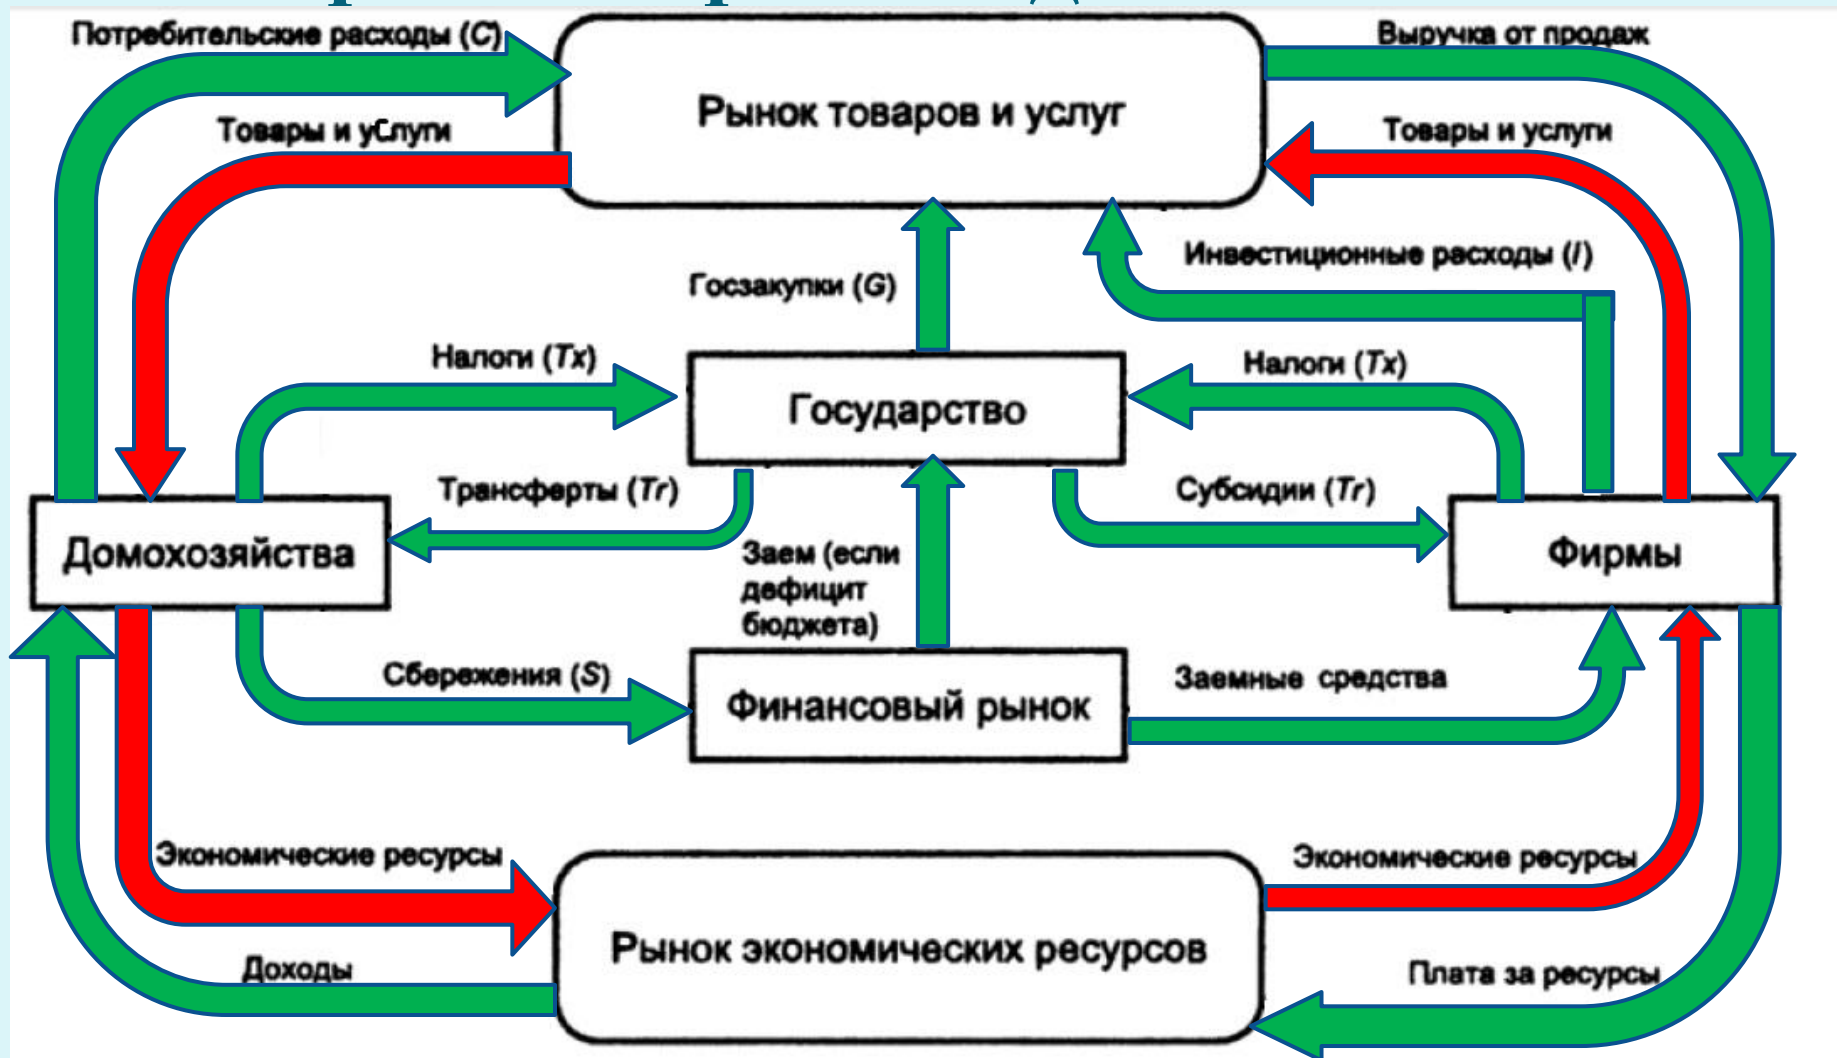 Потребительские расходы (C)
Выручка от продаж
Рынок товаров и услуг
Товары и уСлуги
Товары и услуги
Инвестиционные расходы (I)
Госзакупки (G)
Налоги (Tx)
Налоги (Tx)
Государство
Трансферты (Tr)
Субсидии (Tr)
Домохозяйства
Заем (если
дефицит
бюджета)
Фирмы
Сбережения (S)
Заемные средства
Финансовый рынок
Экономические ресурсы
Экономические ресурсы
Рынок экономических ресурсов
Доходы
Плата за ресурсы